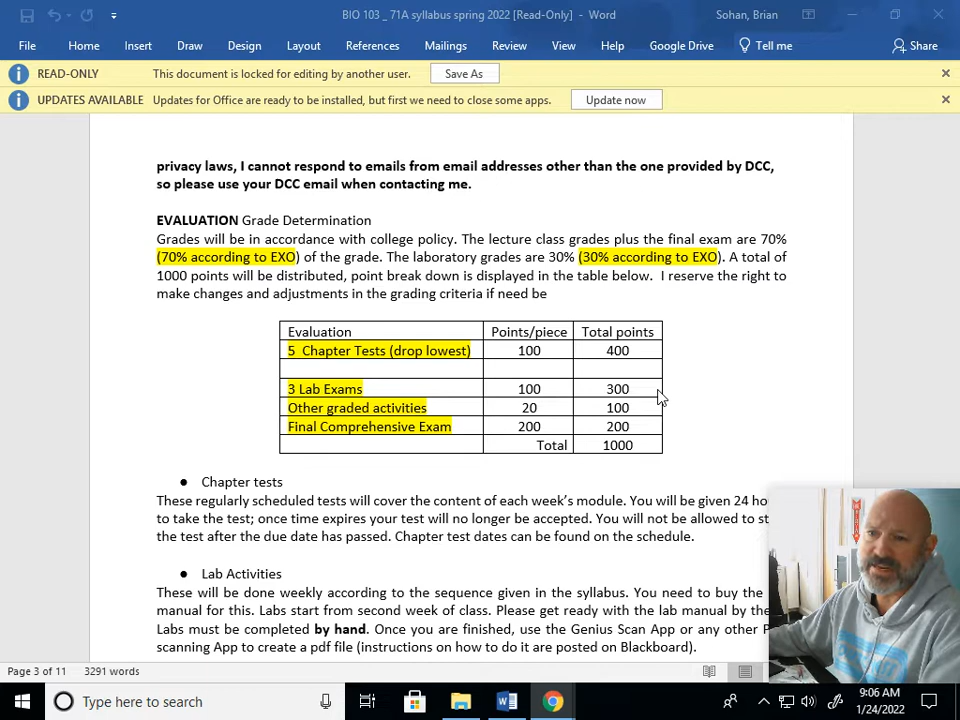 BIO 103 _ 71A syllabus spring 2022 [Read-Only] - Word
Sohan, Brian
File Home Insert Draw Design Layout References Mailings Review View Help Google Drive Tell me Share
READ-ONLY This document is locked for editing by another user. Save As
UPDATES AVAILABLE Updates for Office are ready to be installed, but first we need to close some apps. Update now
privacy laws, I cannot respond to emails from email addresses other than the one provided by DCC,
so please use your DCC email when contacting me.
EVALUATION Grade Determination
Grades will be in accordance with college policy. The lecture class grades plus the final exam are 70%
(70% according to EXO) of the grade. The laboratory grades are 30% (30% according to EXO). A total of
1000 points will be distributed, point break down is displayed in the table below. I reserve the right to
make changes and adjustments in the grading criteria if need be
Evaluation Points/piece Total points
5 Chapter Tests (drop lowest) 100 400
3 Lab Exams 100 300
Other graded activities 20 100
Final Comprehensive Exam 200 200
Total 1000
● Chapter tests
These regularly scheduled tests will cover the content of each week's module. You will be given 24
to take the test; once time expires your test will no longer be accepted. You will not be allowed to
the test after the due date has passed. Chapter test dates can be found on the schedule.
● Lab Activities
These will be done weekly according to the sequence given in the syllabus. You need to buy the
manual for this. Labs start from second week of class. Please get ready with the lab manual by the
Labs must be completed by hand. Once you are finished, use the Genius Scan App or any other
scanning App to create a pdf file (instructions on how to do it are posted on Blackboard).
Page 3 of 11 3291 words
Type here to search
9:06 AM
1/24/2022